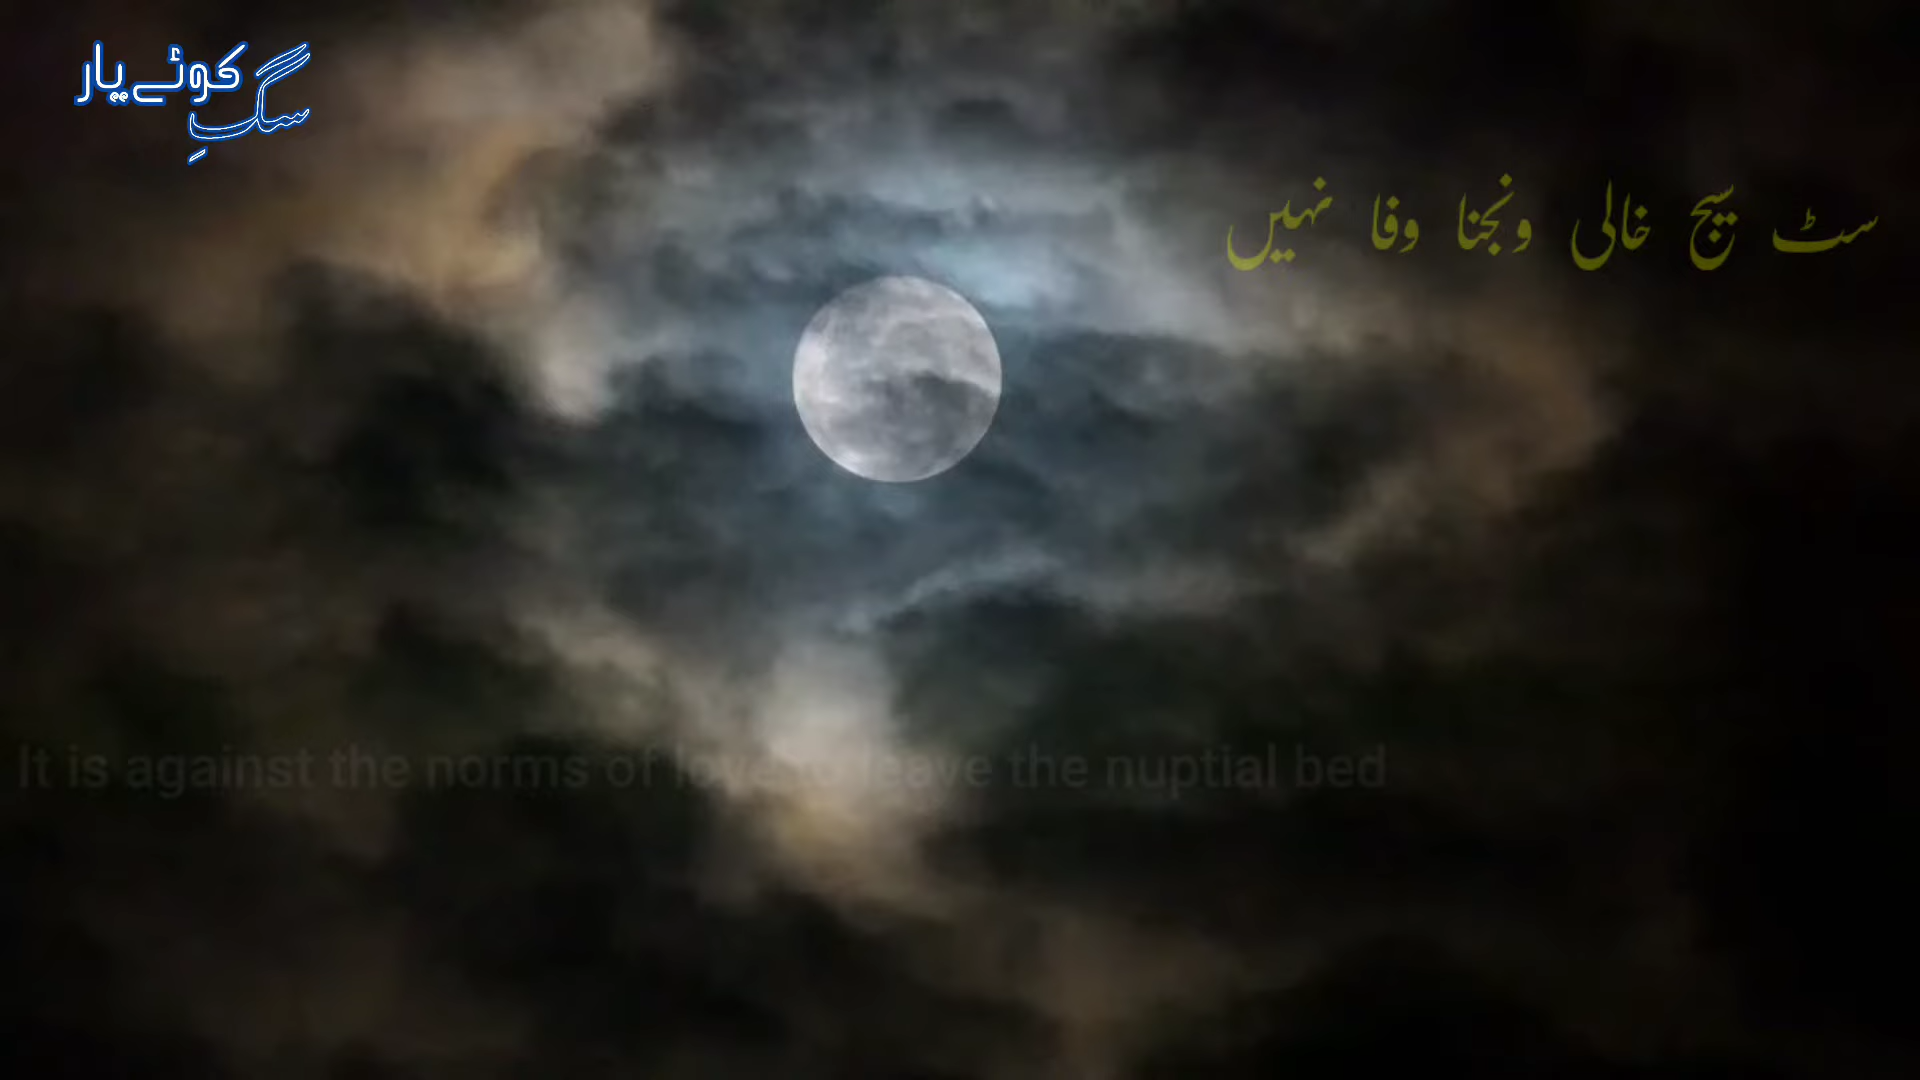 سگِ کوئے یار
سٹ سیج خالی ونجنا وفا نہیں
It is against the norms of love to leave the nuptial bed